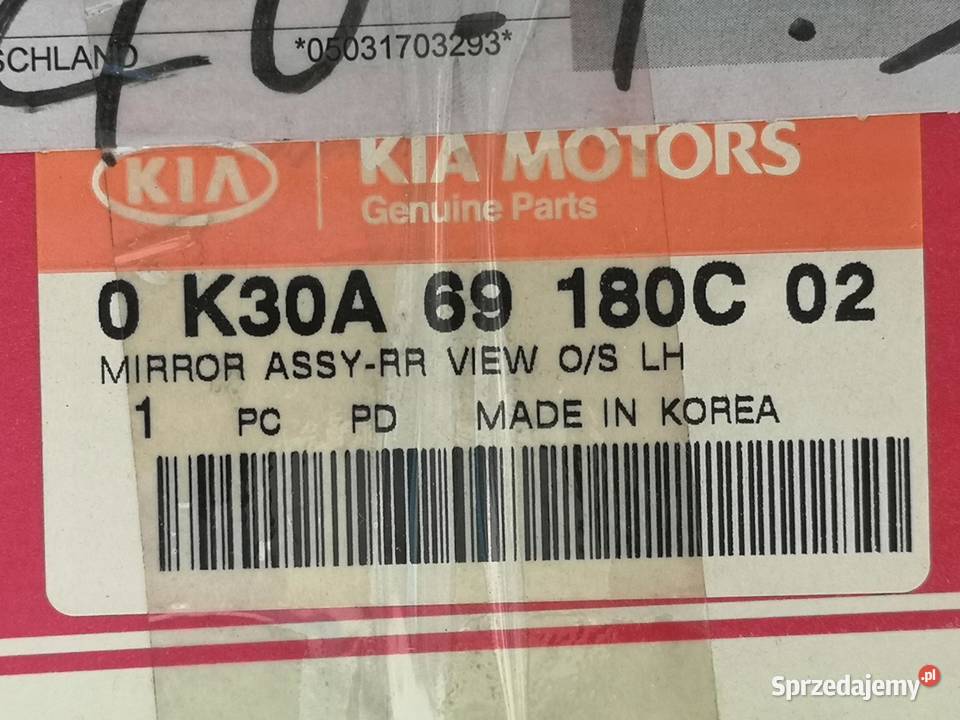 SCHLAND *05031703293*
KIA KIA MOTORS
Genuine Parts
0 K30A 69 180C 02
MIRROR ASSY-RR VIEW O/S LH
1 PC PD MADE IN KOREA
Sprzedajemy.pl